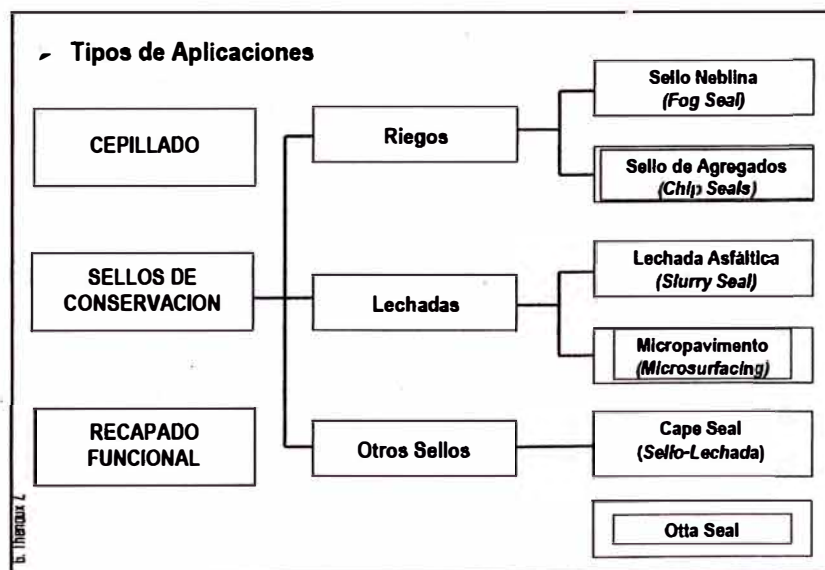 Tipos de Aplicaciones
CEPILLADO
SELLOS DE
CONSERVACION
RECAPADO
FUNCIONAL
Riegos
Lechadas
Otros Sellos
Sello Neblina
(Fog Seal)
Sello de Agregados
(Chip Seals)
Lechada Asfáltica
(Slurry Seal)
Micropavimento
(Microsurfacing)
Cape Seal
(Sello-Lechada)
Otta Seal
G. Thenoux Z